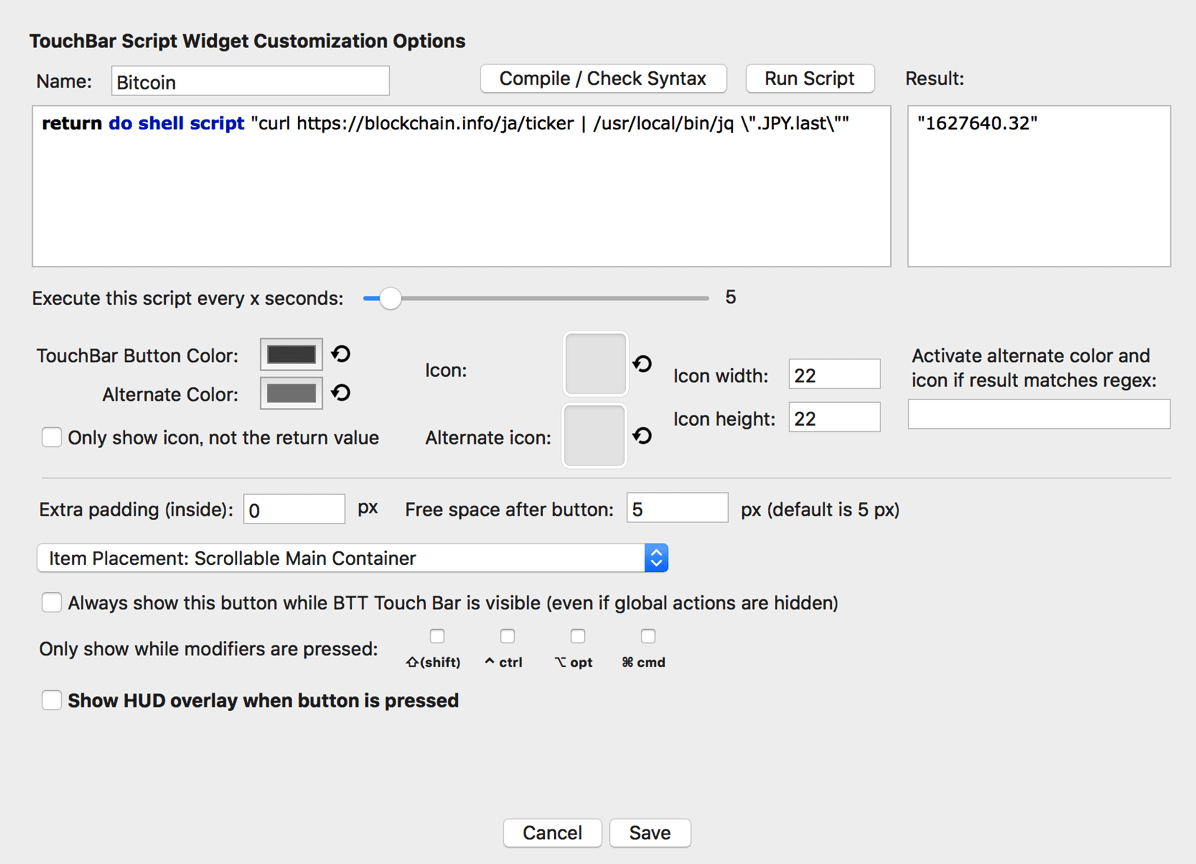 TouchBar Script Widget Customization Options
Name: Bitcoin Compile / Check Syntax Run Script Result:
return do shell script "curl https://blockchain.info/ja/ticker | /usr/local/bin/jq \".JPY.last\"" "1627640.32"
Execute this script every x seconds: 5
TouchBar Button Color:
Alternate Color:
Only show icon, not the return value
Icon:
Alternate icon:
Icon width: 22
Icon height: 22
Activate alternate color and
icon if result matches regex:
Extra padding (inside): 0 px Free space after button: 5 px (default is 5 px)
Item Placement: Scrollable Main Container
Always show this button while BTT Touch Bar is visible (even if global actions are hidden)
Only show while modifiers are pressed: ⇧(shift) ^ ctrl ⌥ opt ⌘ cmd
Show HUD overlay when button is pressed
Cancel Save